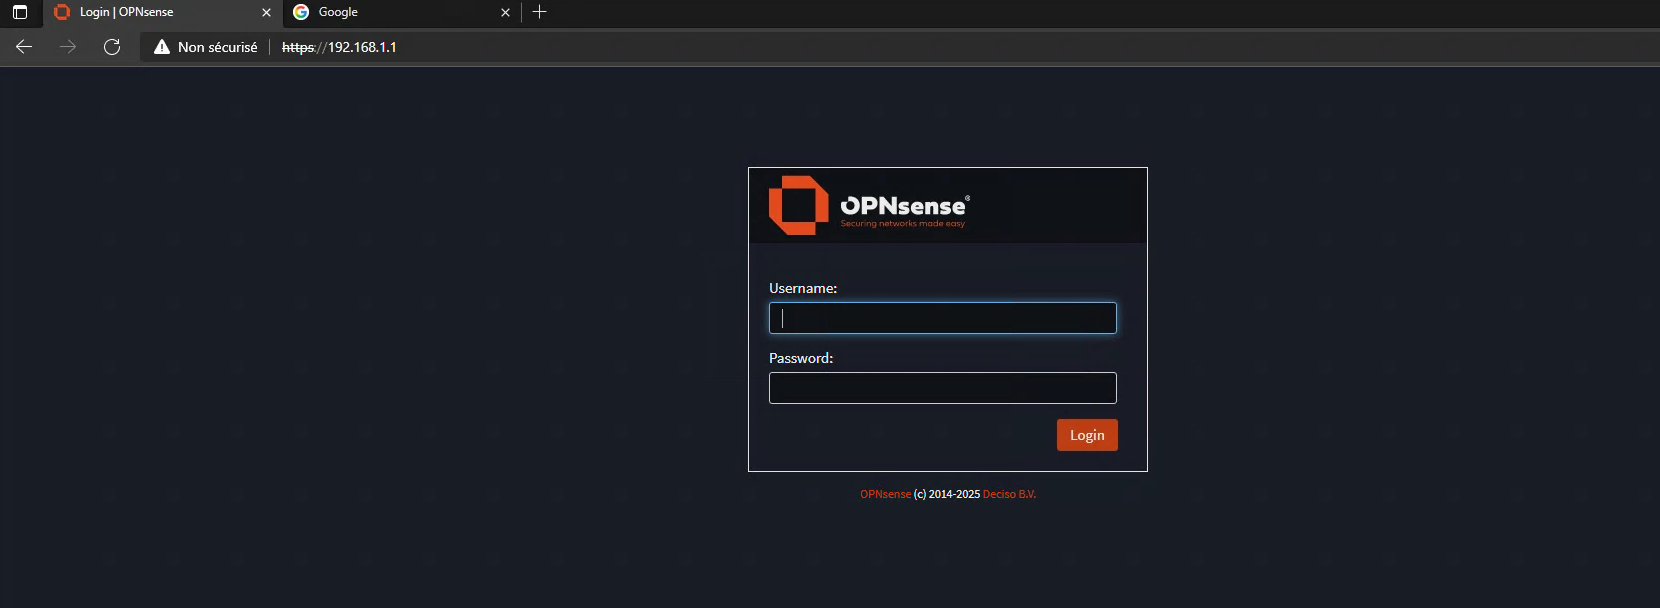 Login | OPNsense
Google
Non sécurisé
https://192.168.1.1
OPNsense®
Securing networks made easy
Username:
Password:
Login
OPNsense (c) 2014-2025 Deciso B.V.